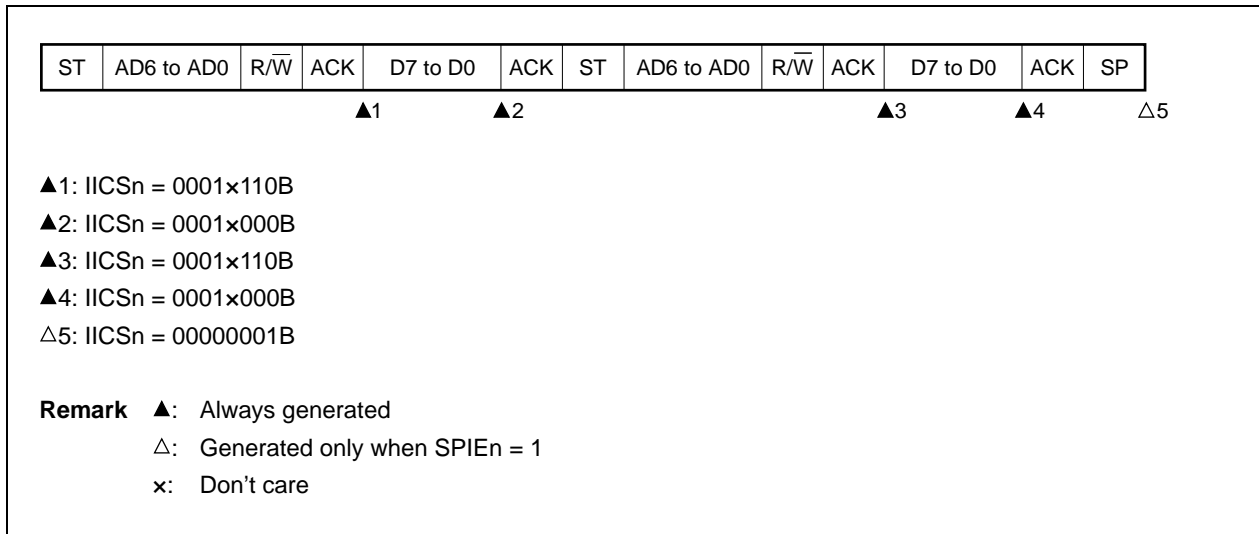 ST AD6 to AD0 R/W̅ ACK D7 to D0 ACK ST AD6 to AD0 R/W̅ ACK D7 to D0 ACK SP
▲1 ▲2 ▲3 ▲4 △5
▲1: IICSn = 0001×110B
▲2: IICSn = 0001×000B
▲3: IICSn = 0001×110B
▲4: IICSn = 0001×000B
△5: IICSn = 00000001B
Remark ▲: Always generated
△: Generated only when SPIEn = 1
×: Don't care